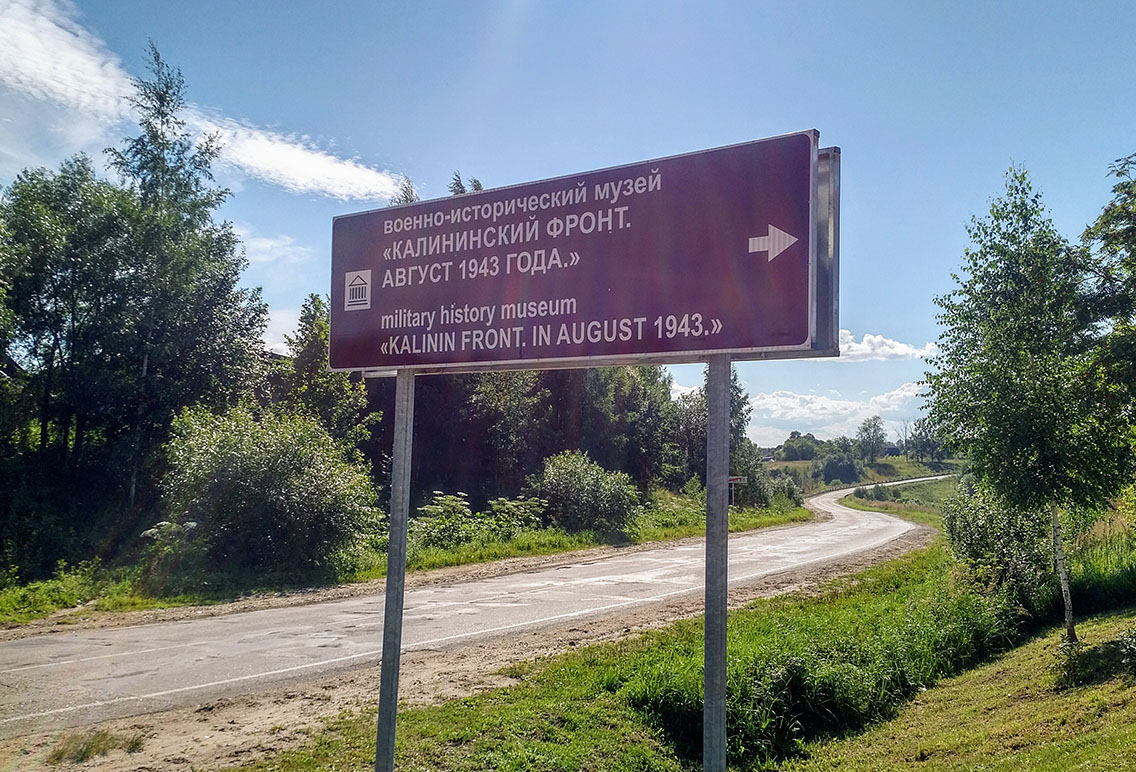 военно-исторический музей
«КАЛИНИНСКИЙ ФРОНТ.
АВГУСТ 1943 ГОДА.»
military history museum
«KALININ FRONT. IN AUGUST 1943.»